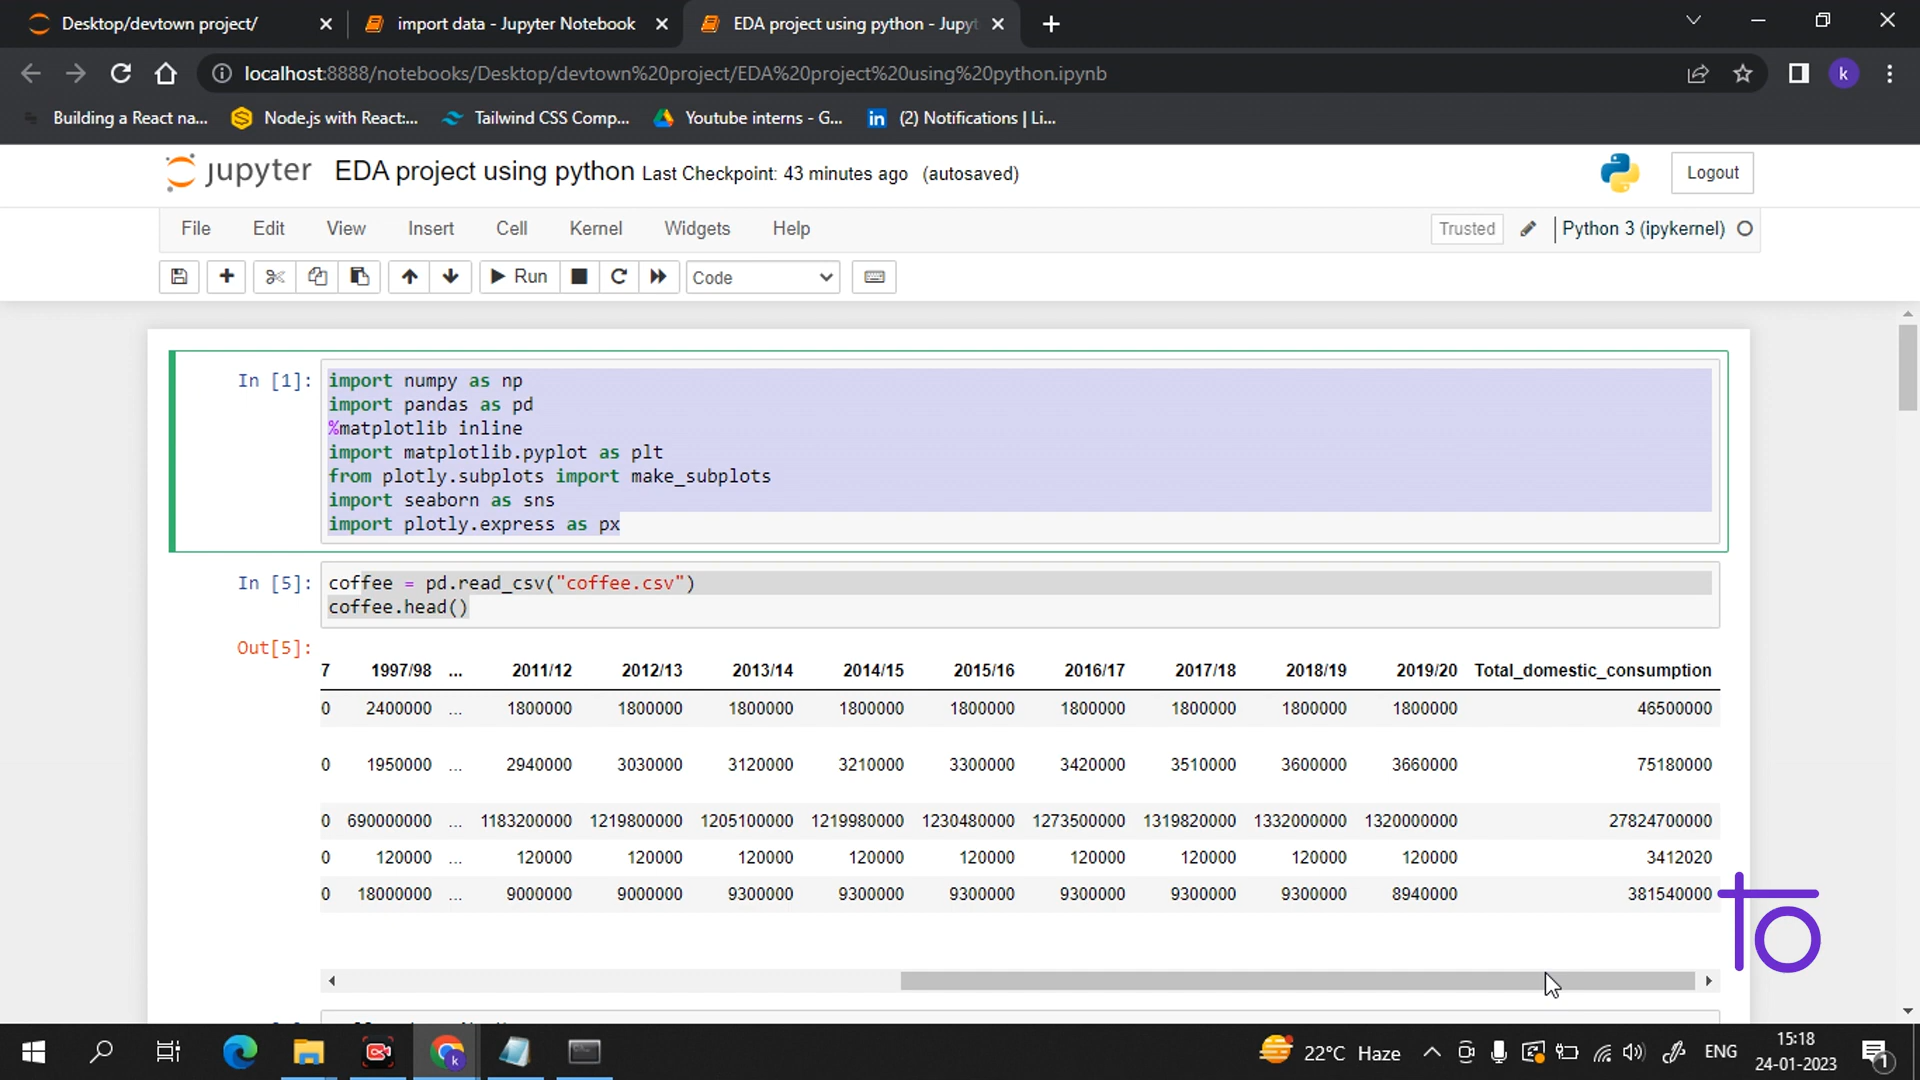 Desktop/devtown project/
import data - Jupyter Notebook
EDA project using python - Jupyt
localhost:8888/notebooks/Desktop/devtown%20project/EDA%20project%20using%20python.ipynb
k
Building a React na...
Node.js with React:...
Tailwind CSS Comp...
Youtube interns - G...
in
(2) Notifications | Li...
jupyter EDA project using python Last Checkpoint: 43 minutes ago (autosaved)
Logout
File Edit View Insert Cell Kernel Widgets Help
Trusted
Python 3 (ipykernel)
Run
Code
In [1]:
import numpy as np
import pandas as pd
%matplotlib inline
import matplotlib.pyplot as plt
from plotly.subplots import make_subplots
import seaborn as sns
import plotly.express as px
In [5]:
coffee = pd.read_csv("coffee.csv")
coffee.head()
Out[5]:
7 1997/98 ... 2011/12 2012/13 2013/14 2014/15 2015/16 2016/17 2017/18 2018/19 2019/20 Total_domestic_consumption
0 2400000 ... 1800000 1800000 1800000 1800000 1800000 1800000 1800000 1800000 1800000 46500000
0 1950000 ... 2940000 3030000 3120000 3210000 3300000 3420000 3510000 3600000 3660000 75180000
0 690000000 ... 1183200000 1219800000 1205100000 1219980000 1230480000 1273500000 1319820000 1332000000 1320000000 27824700000
0 120000 ... 120000 120000 120000 120000 120000 120000 120000 120000 120000 3412020
0 18000000 ... 9000000 9000000 9300000 9300000 9300000 9300000 9300000 9300000 8940000 381540000
k
22°C Haze
ENG
15:18
24-01-2023
1